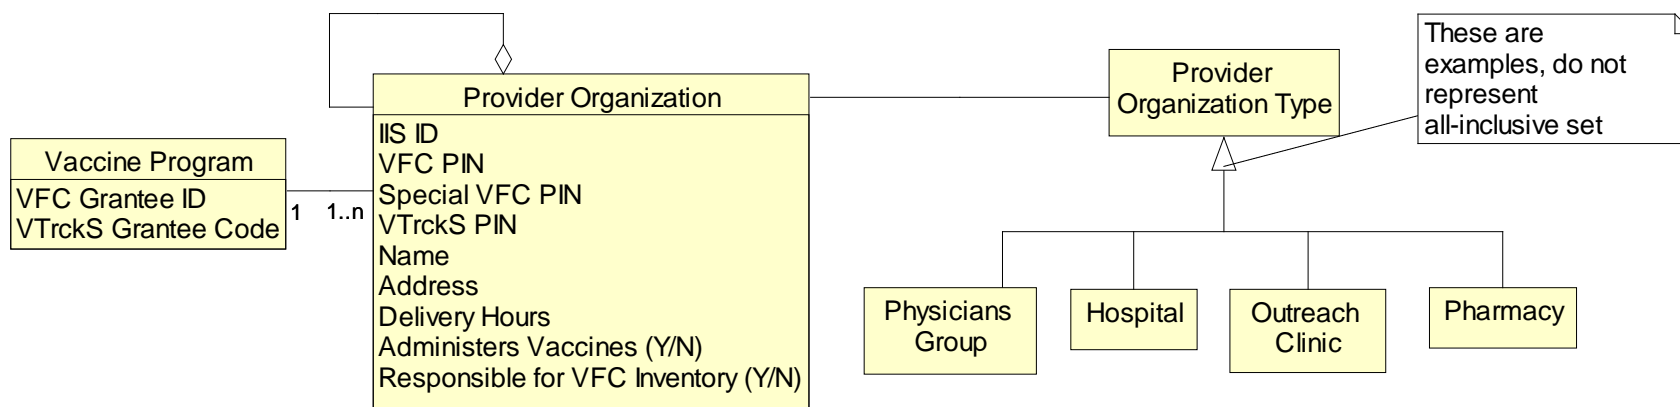 Vaccine Program
VFC Grantee ID
VTrckS Grantee Code
1
1..n
Provider Organization
IIS ID
VFC PIN
Special VFC PIN
VTrckS PIN
Name
Address
Delivery Hours
Administers Vaccines (Y/N)
Responsible for VFC Inventory (Y/N)
Provider
Organization Type
These are
examples, do not
represent
all-inclusive set
Physicians
Group
Hospital
Outreach
Clinic
Pharmacy